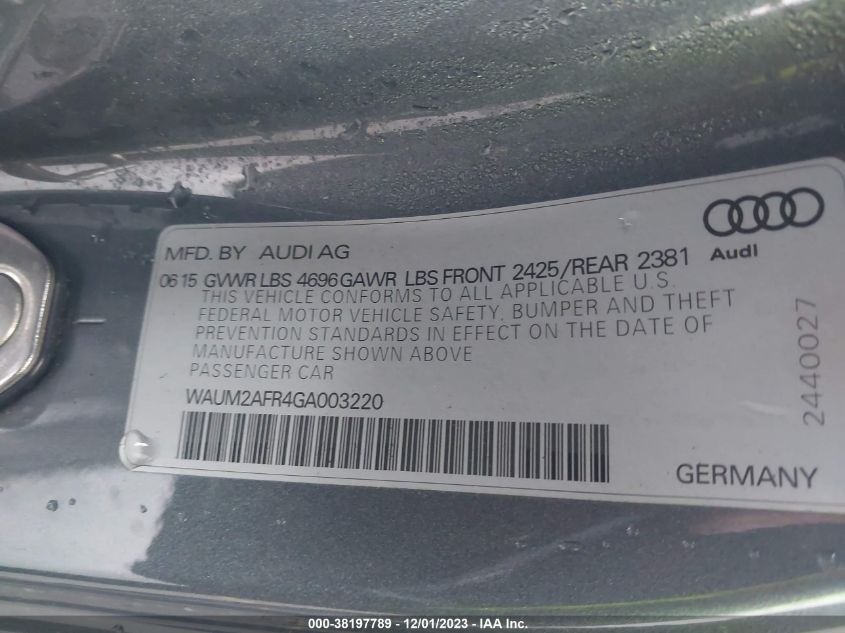 MFD. BY AUDI AG
Audi
06 15 GVWR LBS 4696 GAWR LBS FRONT 2425/REAR 2381
THIS VEHICLE CONFORMS TO ALL APPLICABLE U.S.
FEDERAL MOTOR VEHICLE SAFETY, BUMPER AND THEFT
PREVENTION STANDARDS IN EFFECT ON THE DATE OF
MANUFACTURE SHOWN ABOVE
PASSENGER CAR
WAUM2AFR4GA003220
GERMANY
2440027
000-38197789 - 12/01/2023 - IAA Inc.